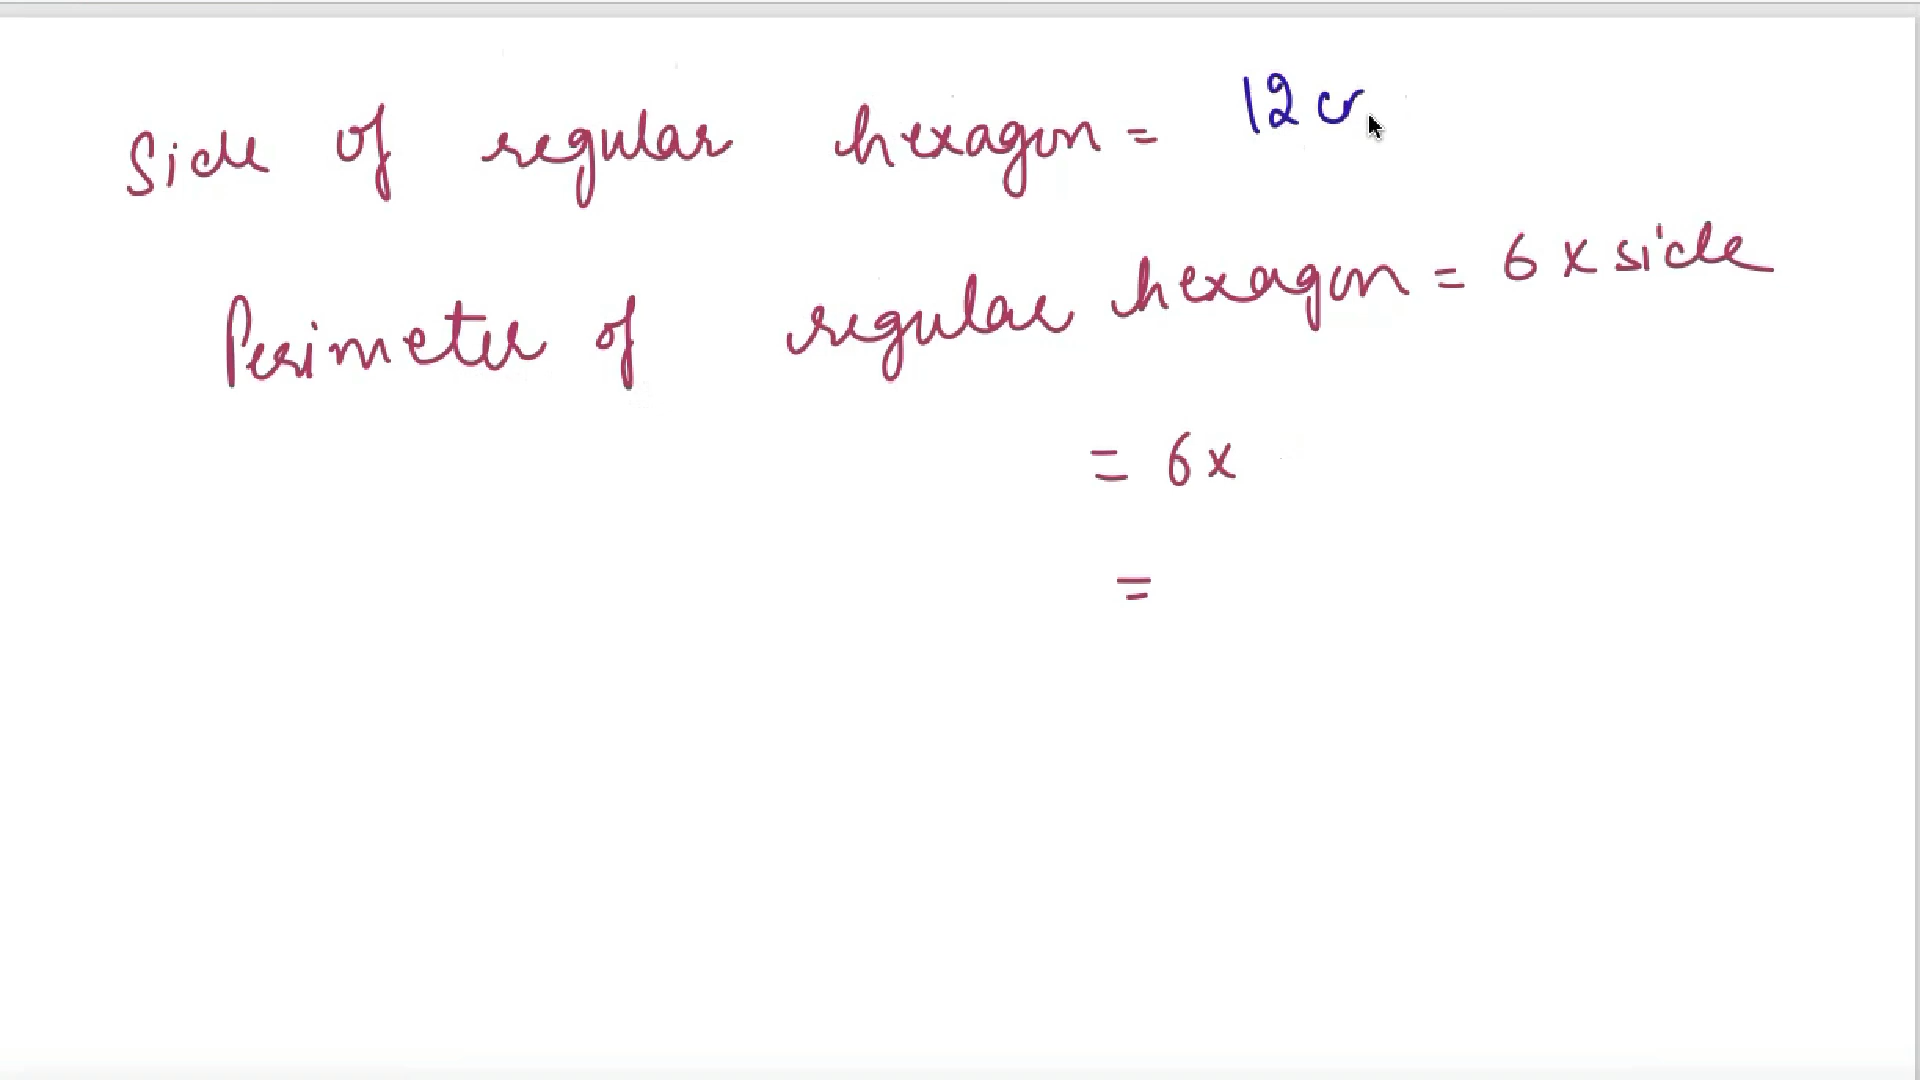 Side of regular hexagon = 12 cr
Perimeter of regular hexagon = 6 x side
= 6 x
=